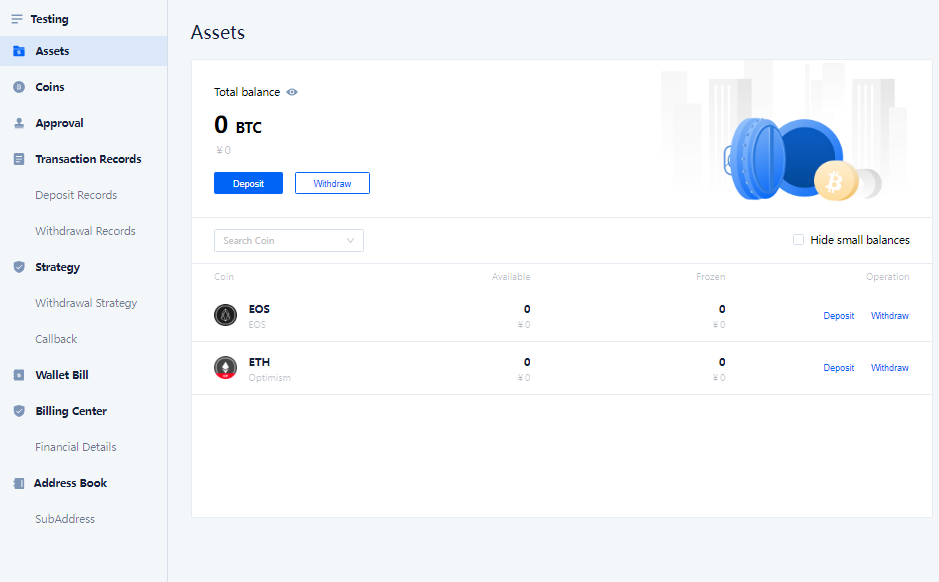 Testing
Assets
Coins
Approval
Transaction Records
Deposit Records
Withdrawal Records
Strategy
Withdrawal Strategy
Callback
Wallet Bill
Billing Center
Financial Details
Address Book
SubAddress
Assets
Total balance
0 BTC
¥ 0
Deposit Withdraw
Search Coin
Hide small balances
Coin Available Frozen Operation
EOS 0 0
EOS ¥ 0 ¥ 0
Deposit Withdraw
ETH 0 0
Optimism ¥ 0 ¥ 0
Deposit Withdraw